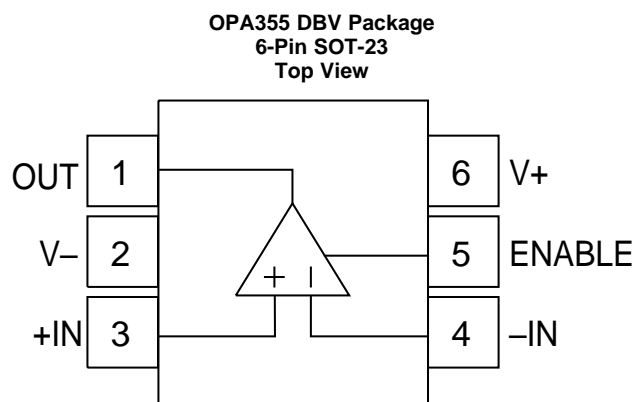 OPA355 DBV Package
6-Pin SOT-23
Top View
OUT 1 6 V+
V– 2 5 ENABLE
+ –
+IN 3 4 –IN